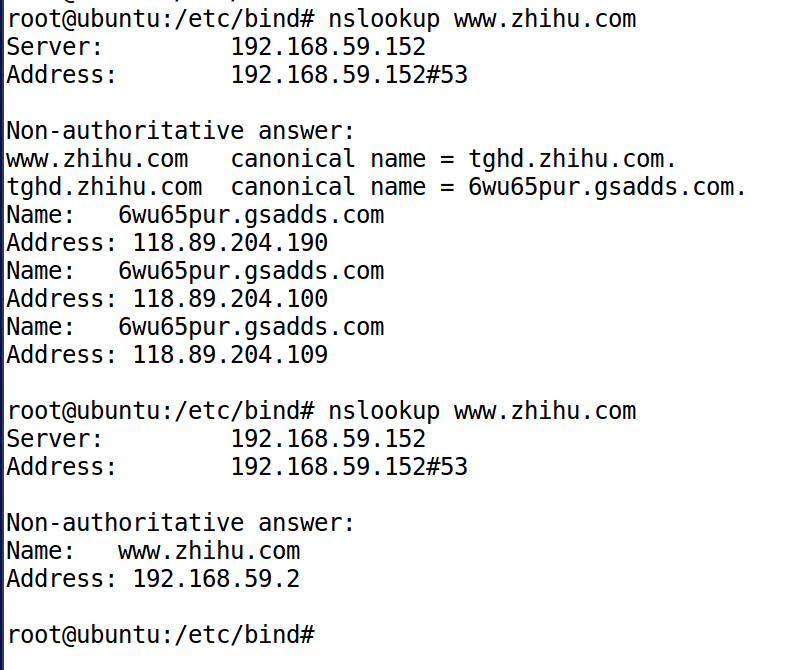 root@ubuntu:/etc/bind# nslookup www.zhihu.com
Server:         192.168.59.152
Address:        192.168.59.152#53

Non-authoritative answer:
www.zhihu.com   canonical name = tghd.zhihu.com.
tghd.zhihu.com  canonical name = 6wu65pur.gsadds.com.
Name:   6wu65pur.gsadds.com
Address: 118.89.204.190
Name:   6wu65pur.gsadds.com
Address: 118.89.204.100
Name:   6wu65pur.gsadds.com
Address: 118.89.204.109

root@ubuntu:/etc/bind# nslookup www.zhihu.com
Server:         192.168.59.152
Address:        192.168.59.152#53

Non-authoritative answer:
Name:   www.zhihu.com
Address: 192.168.59.2

root@ubuntu:/etc/bind#